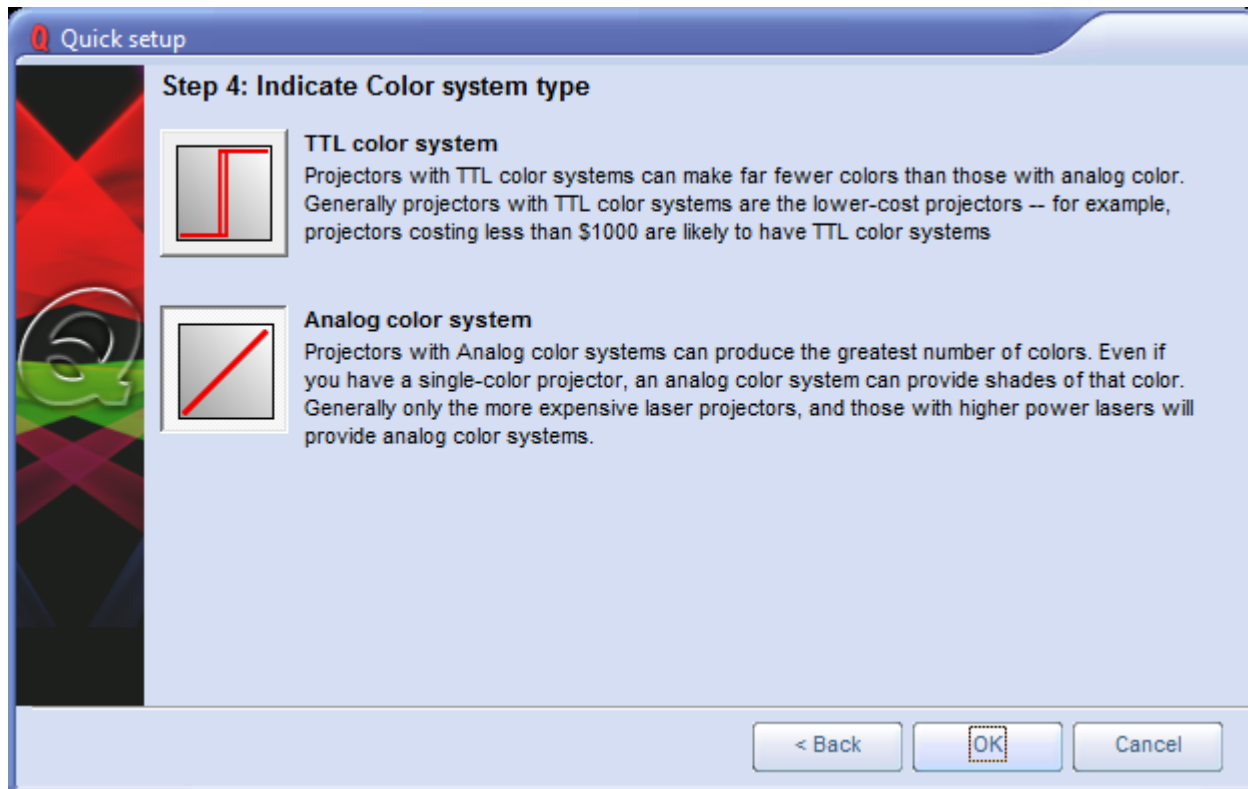 Quick setup
Step 4: Indicate Color system type
TTL color system
Projectors with TTL color systems can make far fewer colors than those with analog color.
Generally projectors with TTL color systems are the lower-cost projectors -- for example,
projectors costing less than $1000 are likely to have TTL color systems
Analog color system
Projectors with Analog color systems can produce the greatest number of colors. Even if
you have a single-color projector, an analog color system can provide shades of that color.
Generally only the more expensive laser projectors, and those with higher power lasers will
provide analog color systems.
< Back
OK
Cancel